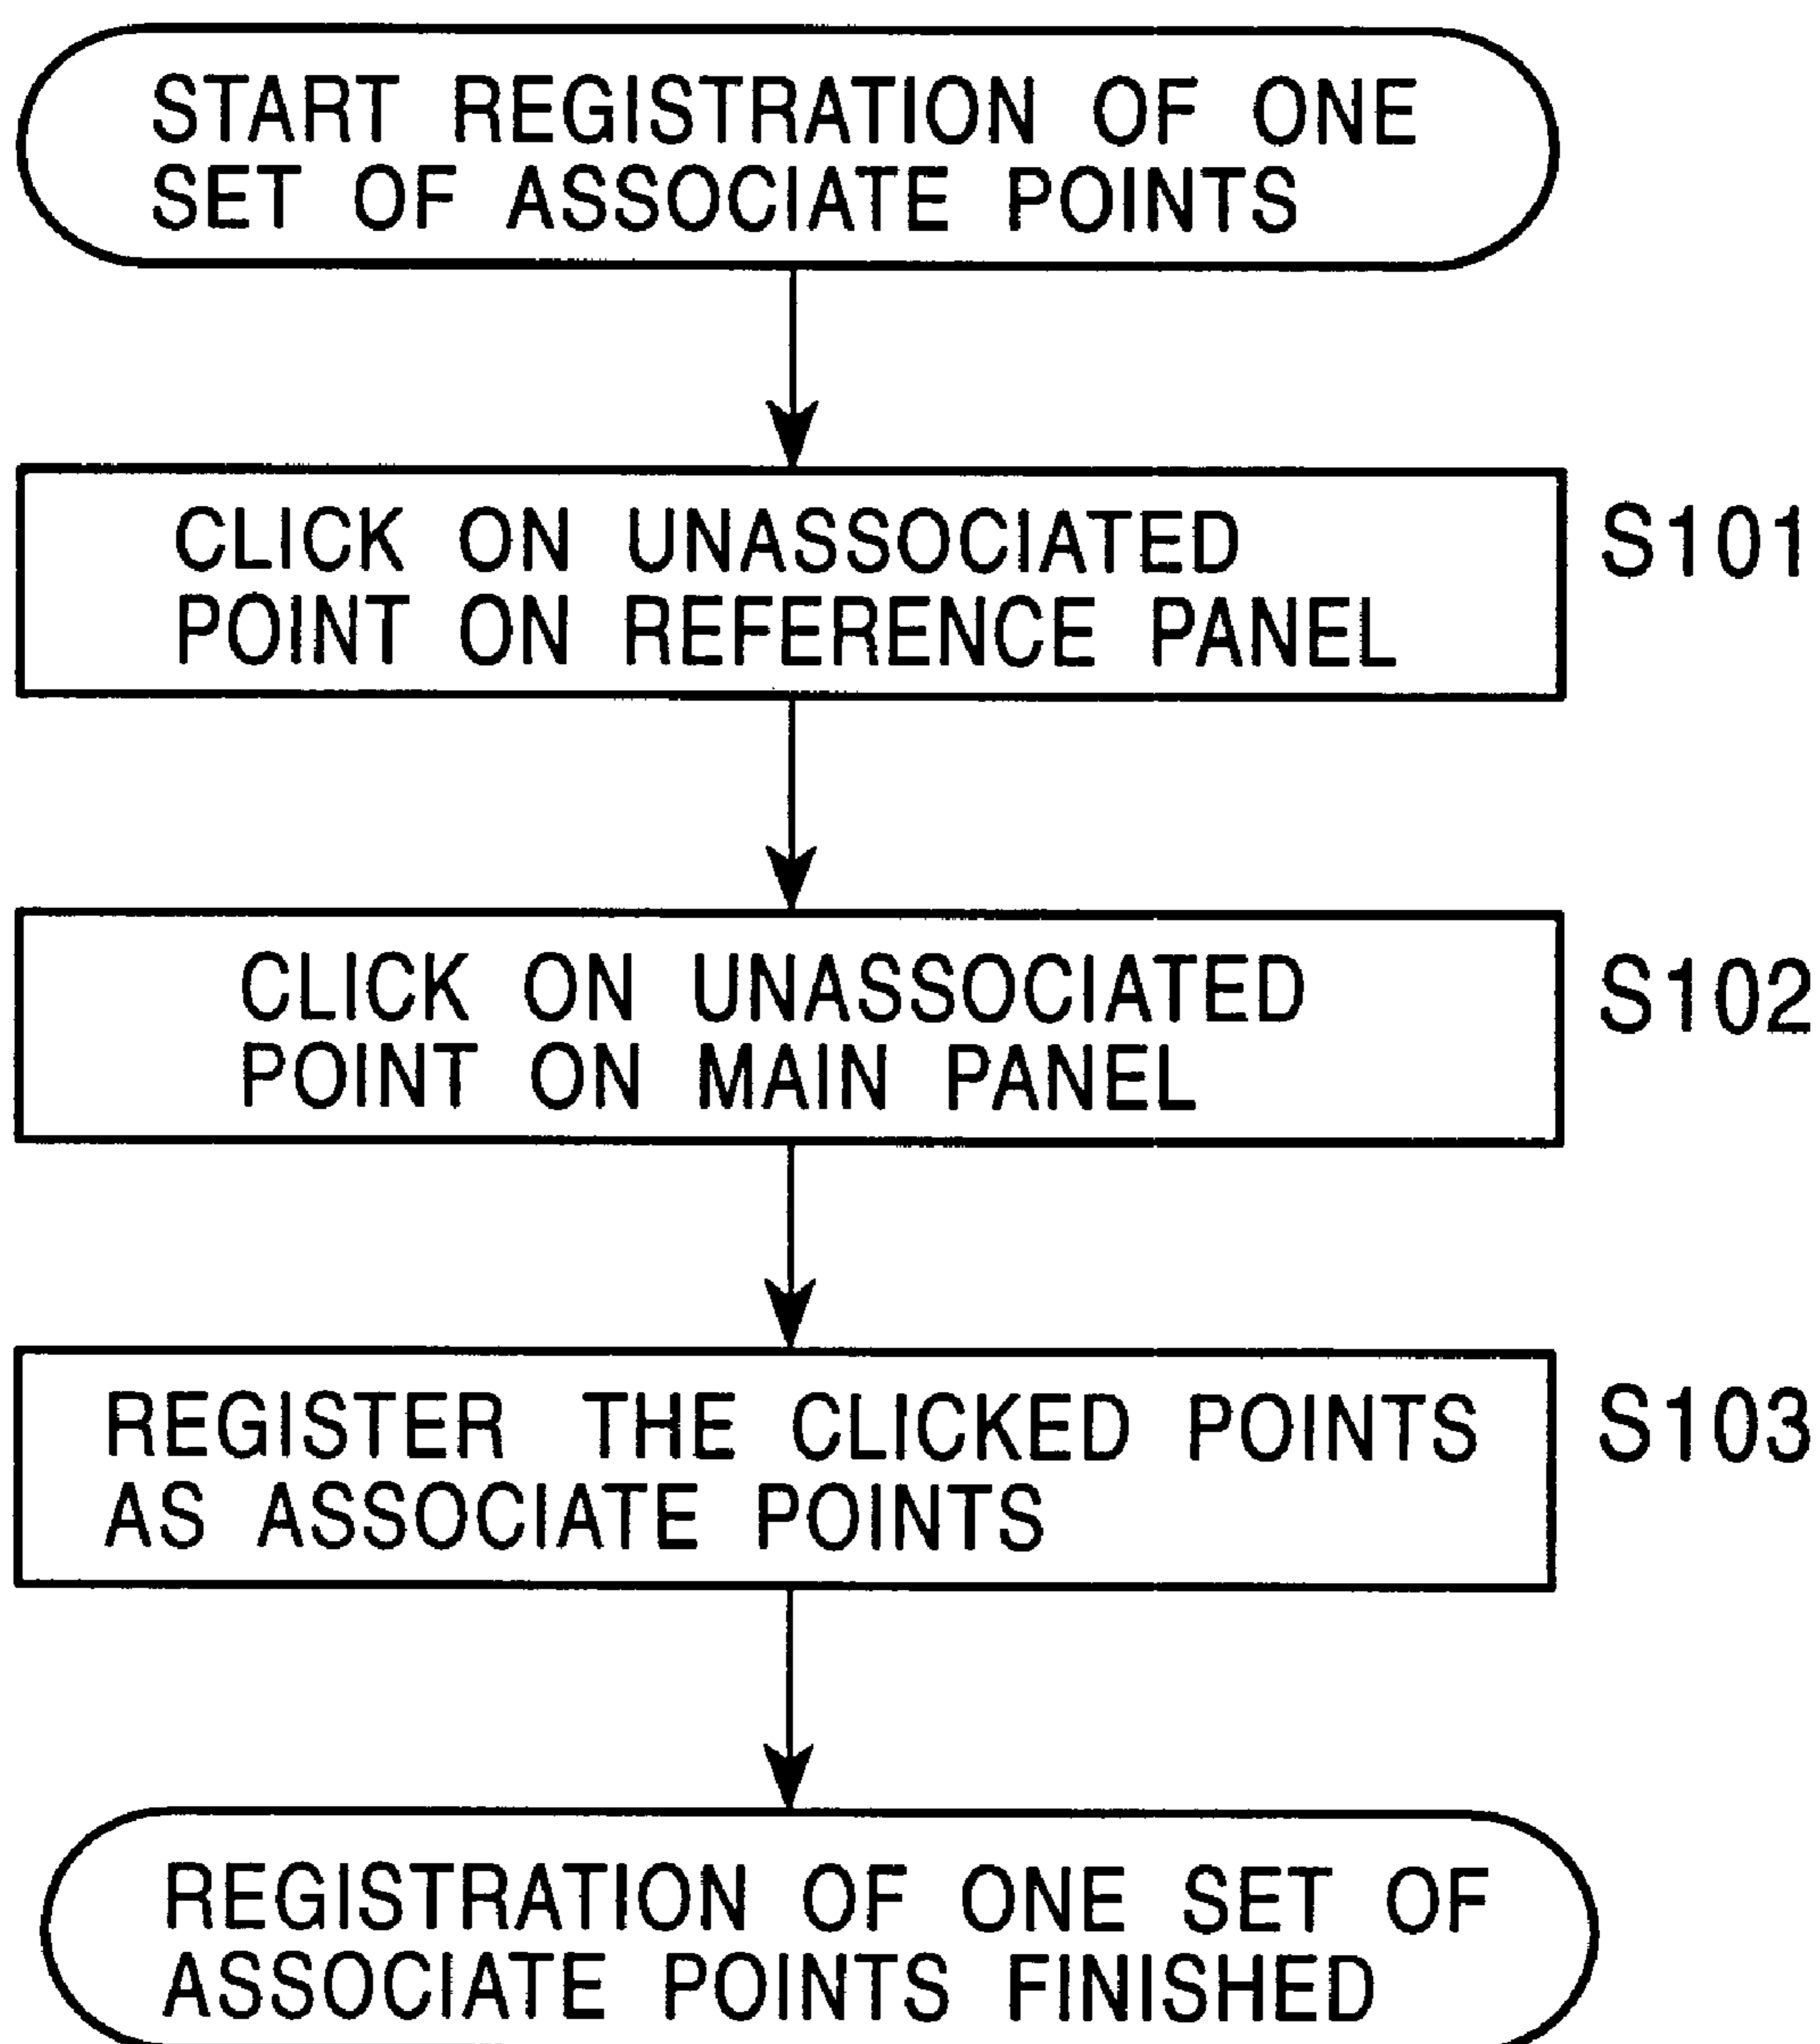 START REGISTRATION OF ONE
SET OF ASSOCIATE POINTS
CLICK ON UNASSOCIATED
POINT ON REFERENCE PANEL
S101
CLICK ON UNASSOCIATED
POINT ON MAIN PANEL
S102
REGISTER THE CLICKED POINTS
AS ASSOCIATE POINTS
S103
REGISTRATION OF ONE SET OF
ASSOCIATE POINTS FINISHED